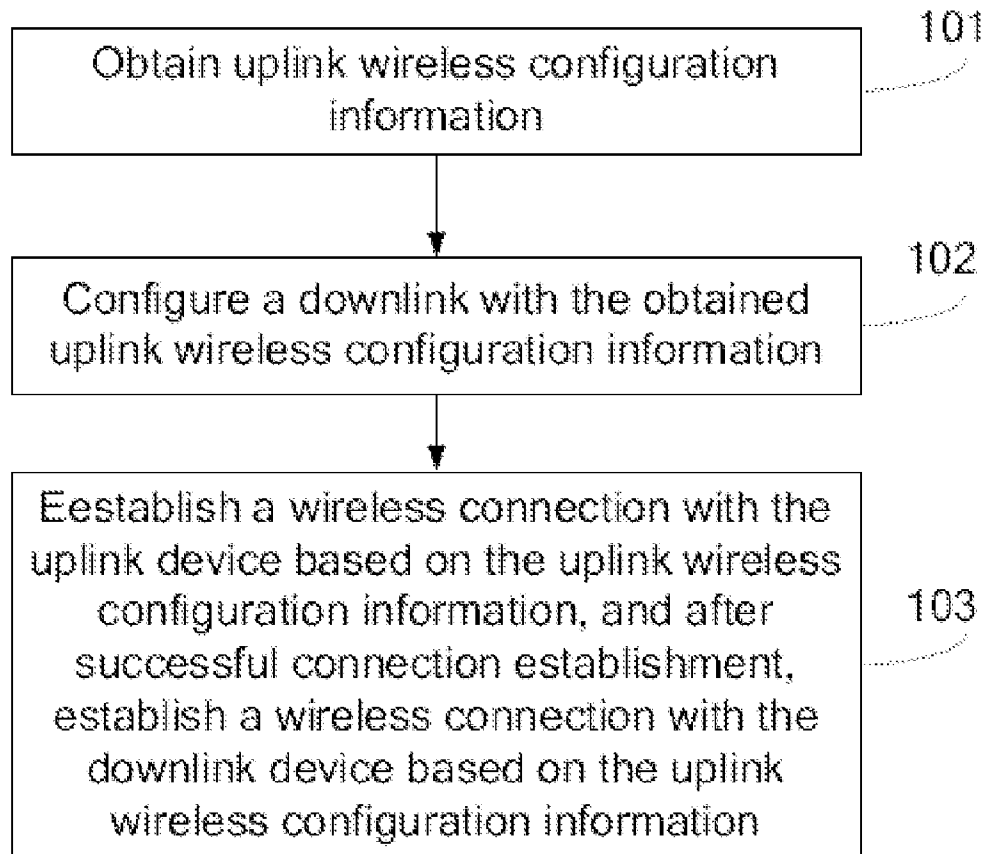 101
Obtain uplink wireless configuration
information
102
Configure a downlink with the obtained
uplink wireless configuration information
Eestablish a wireless connection with the
uplink device based on the uplink wireless
configuration information, and after
successful connection establishment,
establish a wireless connection with the
downlink device based on the uplink
wireless configuration information
103